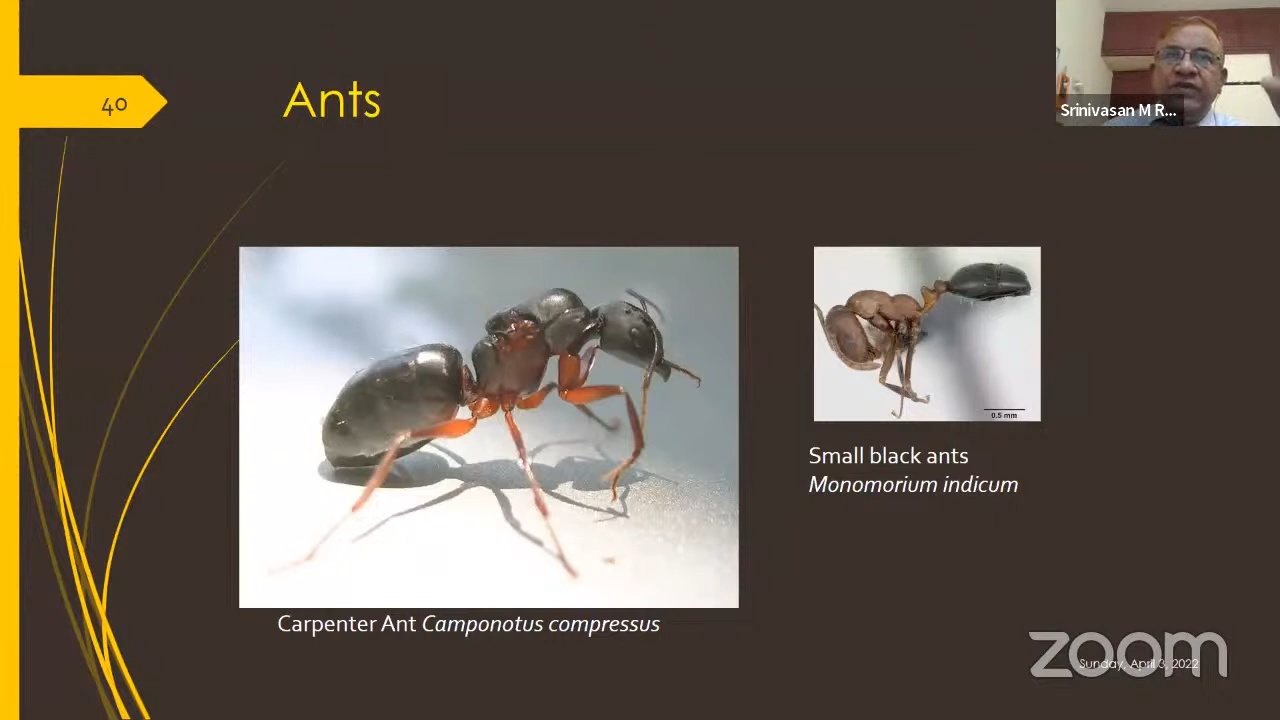 40
Ants
Srinivasan M R...
0.5 mm
Small black ants
Monomorium indicum
Carpenter Ant Camponotus compressus
zoom
Sunday, April 3, 2022